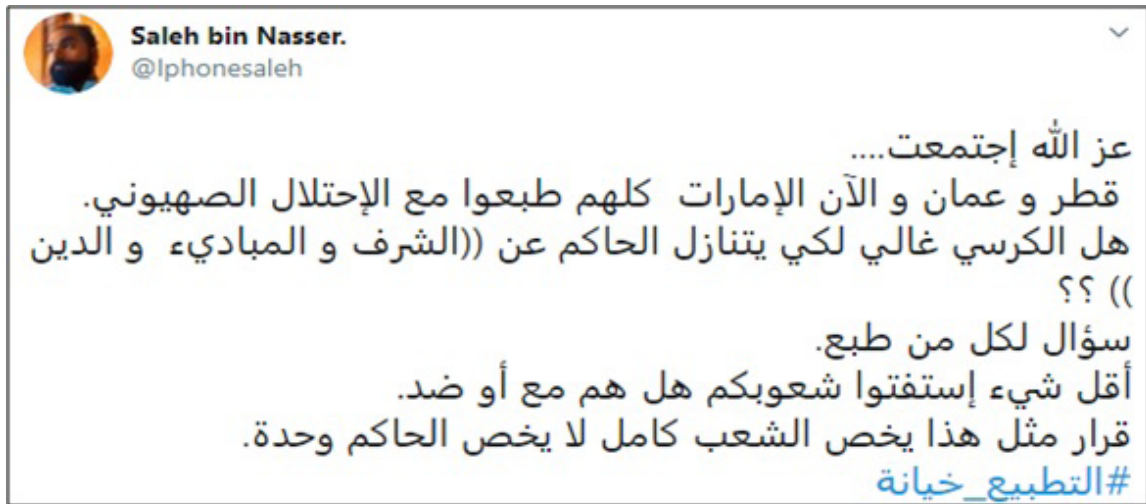 Saleh bin Nasser.
@Iphonesaleh
عز الله إجتمعت....
قطر و عمان و الآن الإمارات كلهم طبعوا مع الإحتلال الصهيوني.
هل الكرسي غالي لكي يتنازل الحاكم عن ((الشرف و المباديء و الدين
)) ؟؟
سؤال لكل من طبع.
أقل شيء إستفتوا شعوبكم هل هم مع أو ضد.
قرار مثل هذا يخص الشعب كامل لا يخص الحاكم وحدة.
#التطبيع_خيانة